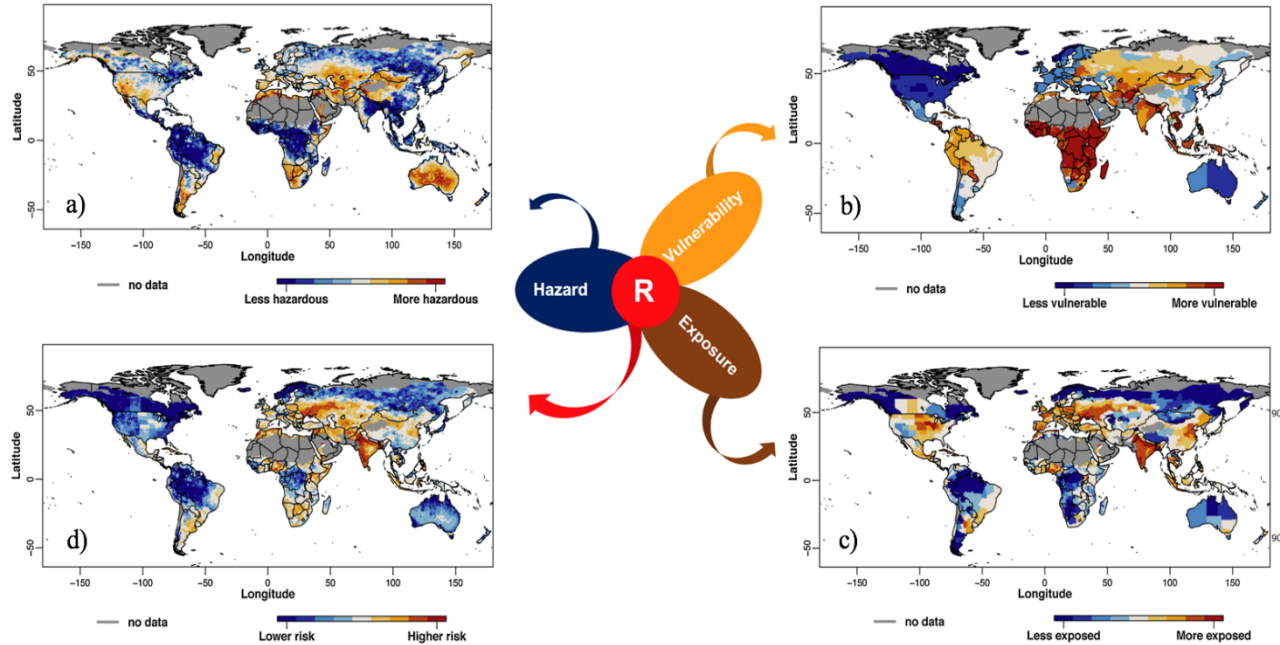 50
0
−50
Latitude
a)
−150
−100
−50
0
50
100
150
Longitude
no data
Less hazardous
More hazardous
50
0
−50
Latitude
b)
−150
−100
−50
0
50
100
150
Longitude
no data
Less vulnerable
More vulnerable
Vulnerability
Hazard
R
Exposure
50
0
−50
Latitude
d)
−150
−100
−50
0
50
100
150
Longitude
no data
Lower risk
Higher risk
50
0
−50
Latitude
c)
−150
−100
−50
0
50
100
150
Longitude
no data
Less exposed
More exposed
90
90